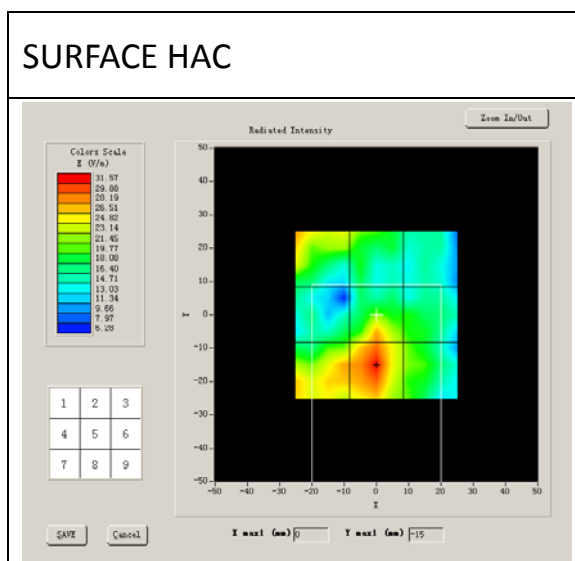 SURFACE HAC
Zoom In/Out
Radiated Intensity
Colors Scale
E (V/m)
31.57
29.88
28.19
26.51
24.82
23.14
21.45
19.77
18.08
16.40
14.71
13.03
11.34
9.66
7.97
6.28
50
40
30
20
10
0
-10
-20
-30
-40
-50
Y
-50 -40 -30 -20 -10 0 10 20 30 40 50
X
1 2 3
4 5 6
7 8 9
SAVE Cancel X max1 (mm) 0 Y max1 (mm) -15